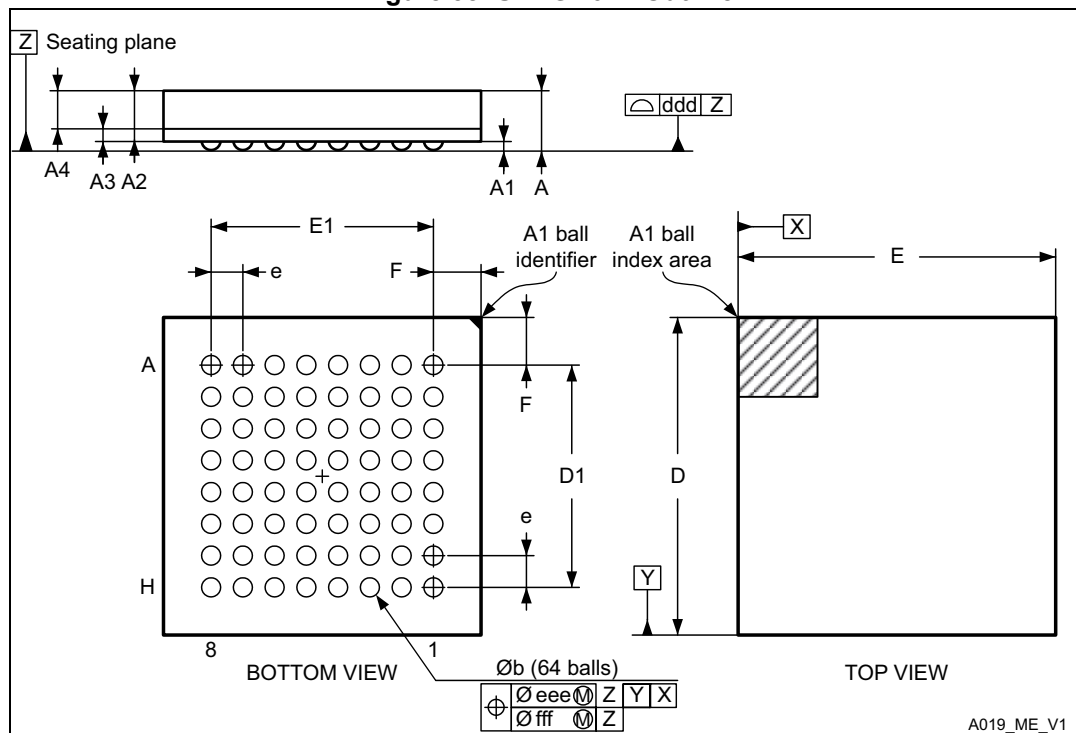 Z Seating plane
ddd Z
A4
A3 A2
A1 A
E1
A1 ball
identifier
A1 ball
index area
X
e
F
E
A
F
D1
D
e
H
Y
8
1
BOTTOM VIEW
Øb (64 balls)
TOP VIEW
Ø eee Ⓜ Z Y X
Ø fff Ⓜ Z
A019_ME_V1